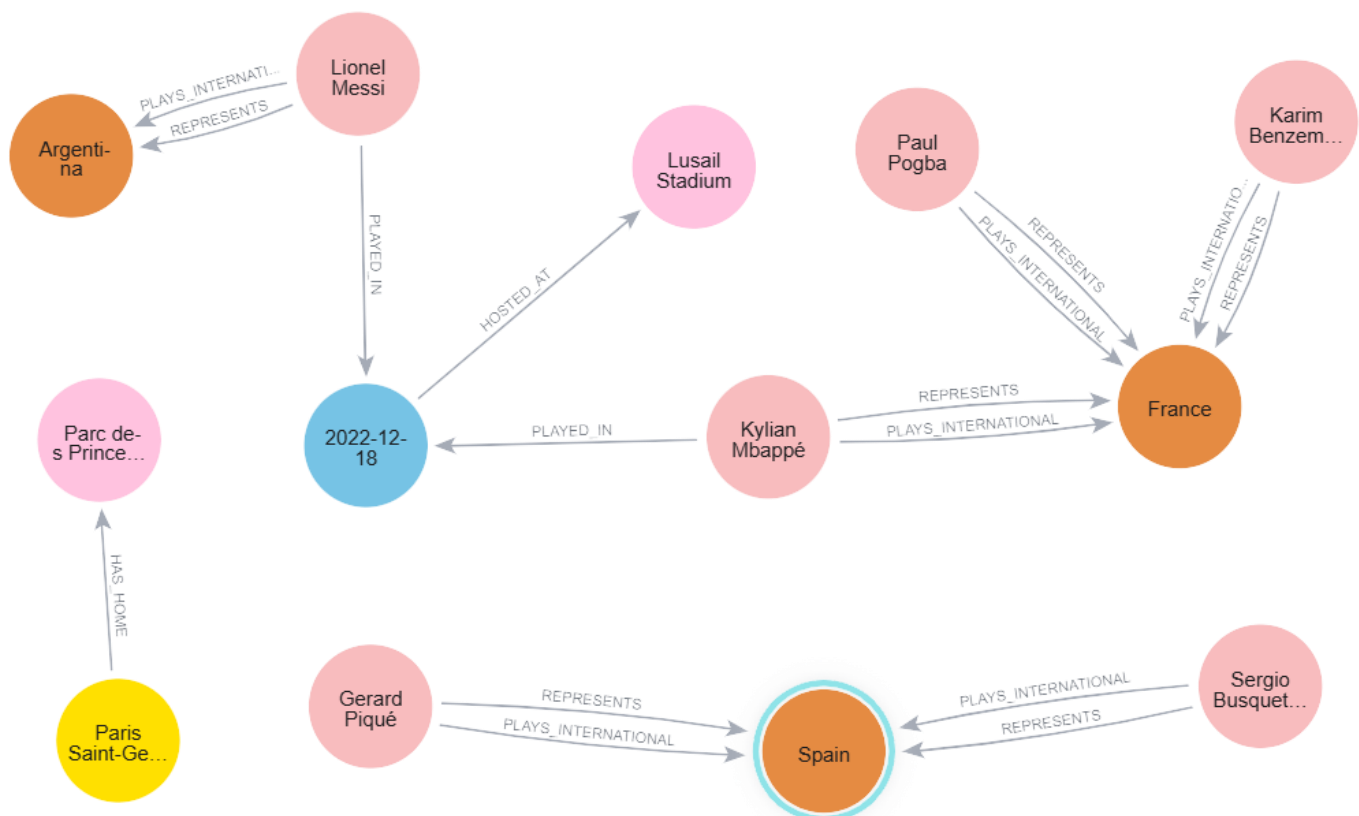 Lionel
Messi
PLAYS_INTERNATI...
REPRESENTS
Argenti-
na
PLAYED_IN
Lusail
Stadium
HOSTED_AT
Paul
Pogba
REPRESENTS
PLAYS_INTERNATIONAL
Karim
Benzem...
PLAYS_INTERNATIO...
REPRESENTS
France
Parc de-
s Prince...
2022-12-
18
PLAYED_IN
Kylian
Mbappé
REPRESENTS
PLAYS_INTERNATIONAL
HAS_HOME
Paris
Saint-Ge...
Gerard
Piqué
REPRESENTS
PLAYS_INTERNATIONAL
Spain
PLAYS_INTERNATIONAL
REPRESENTS
Sergio
Busquet...